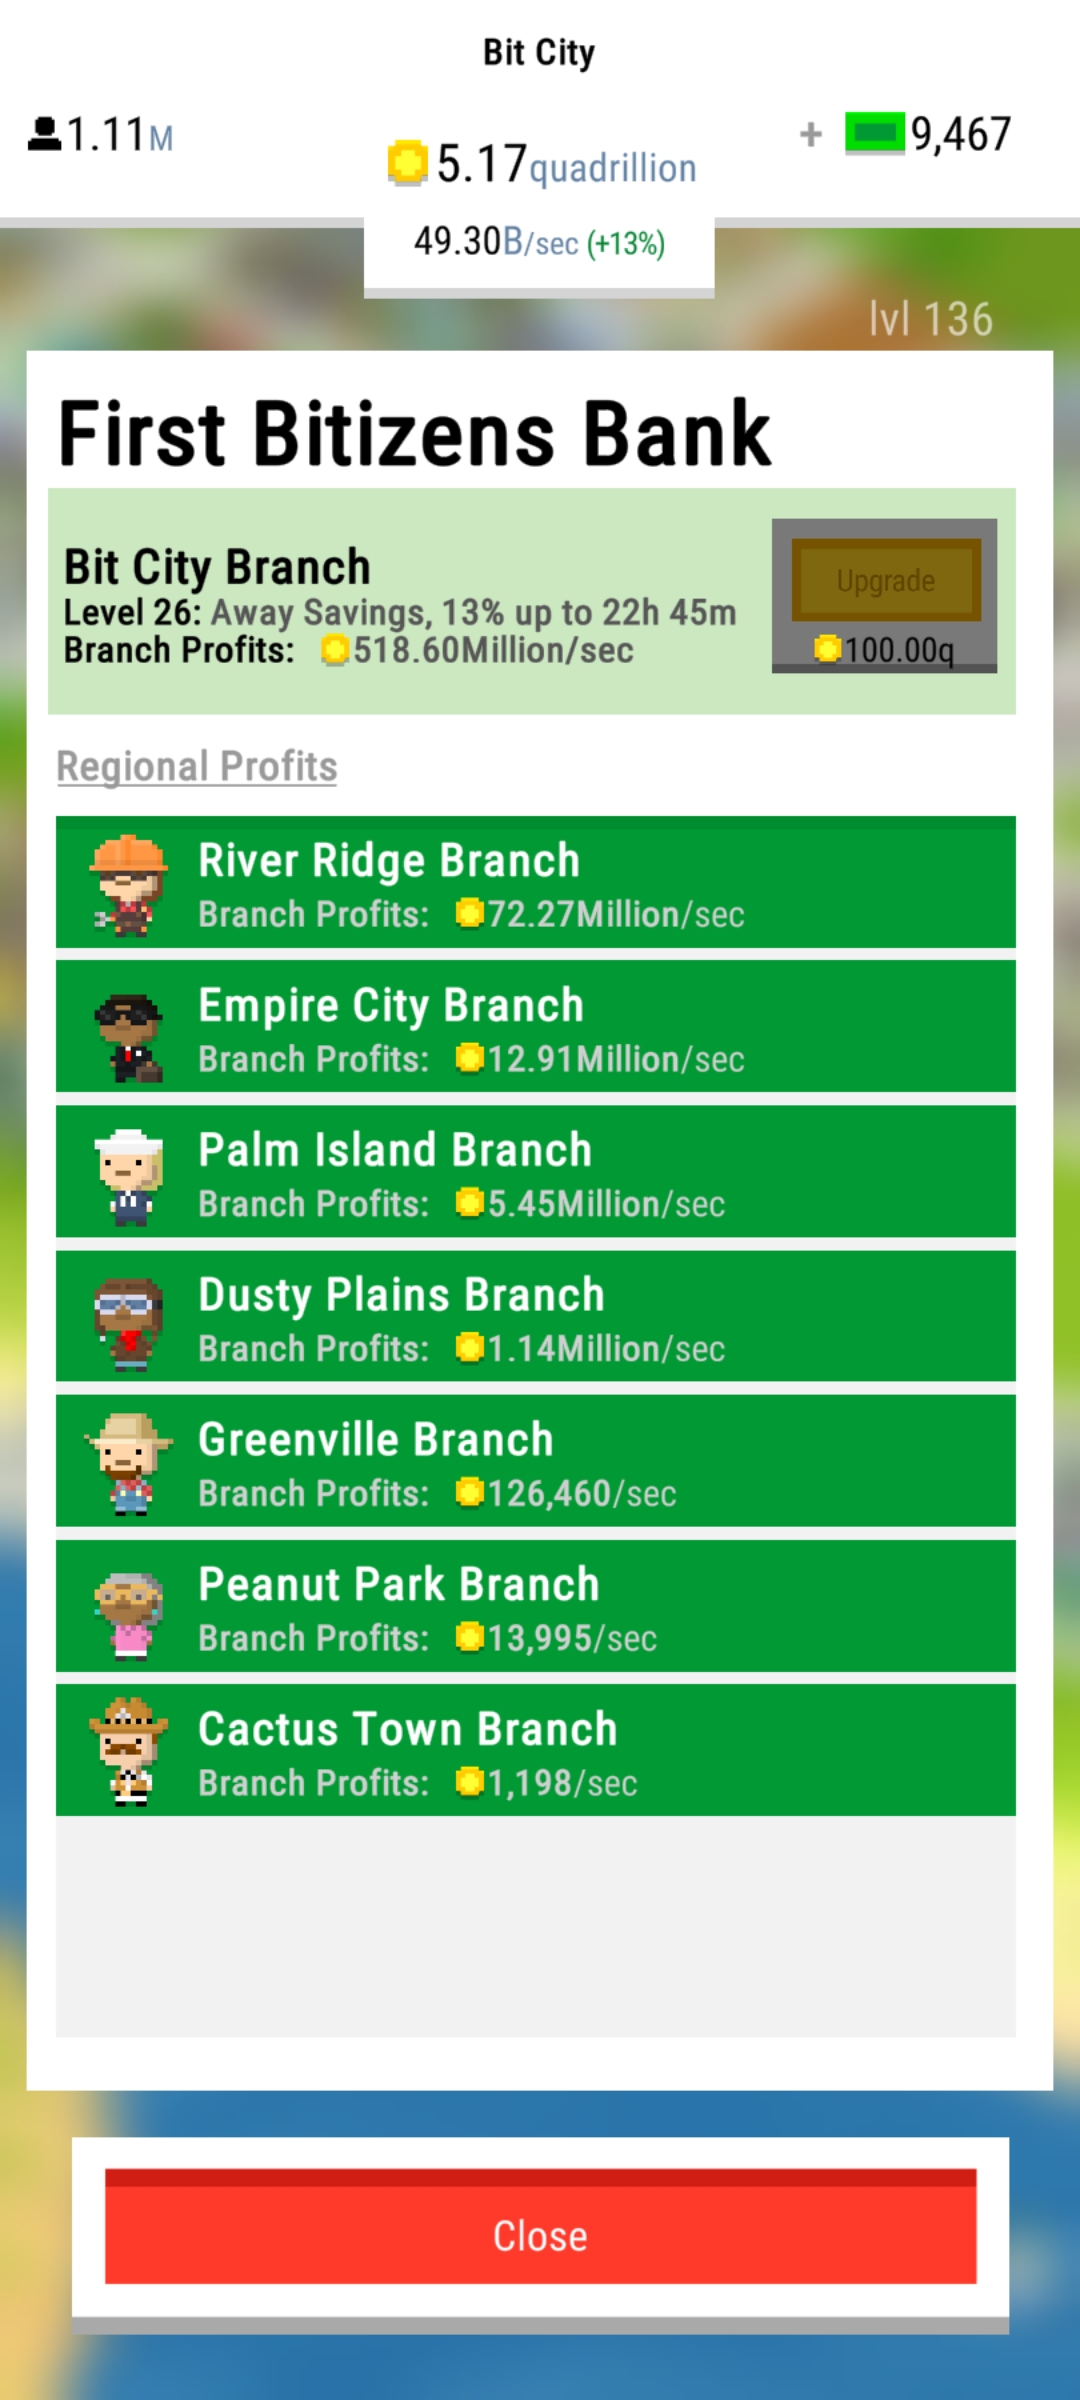 Bit City
1.11M
5.17quadrillion
+ 9,467
49.30B/sec (+13%)
lvl 136
First Bitizens Bank
Bit City Branch
Level 26: Away Savings, 13% up to 22h 45m
Branch Profits: 518.60Million/sec
Upgrade
100.00q
Regional Profits
River Ridge Branch
Branch Profits: 72.27Million/sec
Empire City Branch
Branch Profits: 12.91Million/sec
Palm Island Branch
Branch Profits: 5.45Million/sec
Dusty Plains Branch
Branch Profits: 1.14Million/sec
Greenville Branch
Branch Profits: 126,460/sec
Peanut Park Branch
Branch Profits: 13,995/sec
Cactus Town Branch
Branch Profits: 1,198/sec
Close